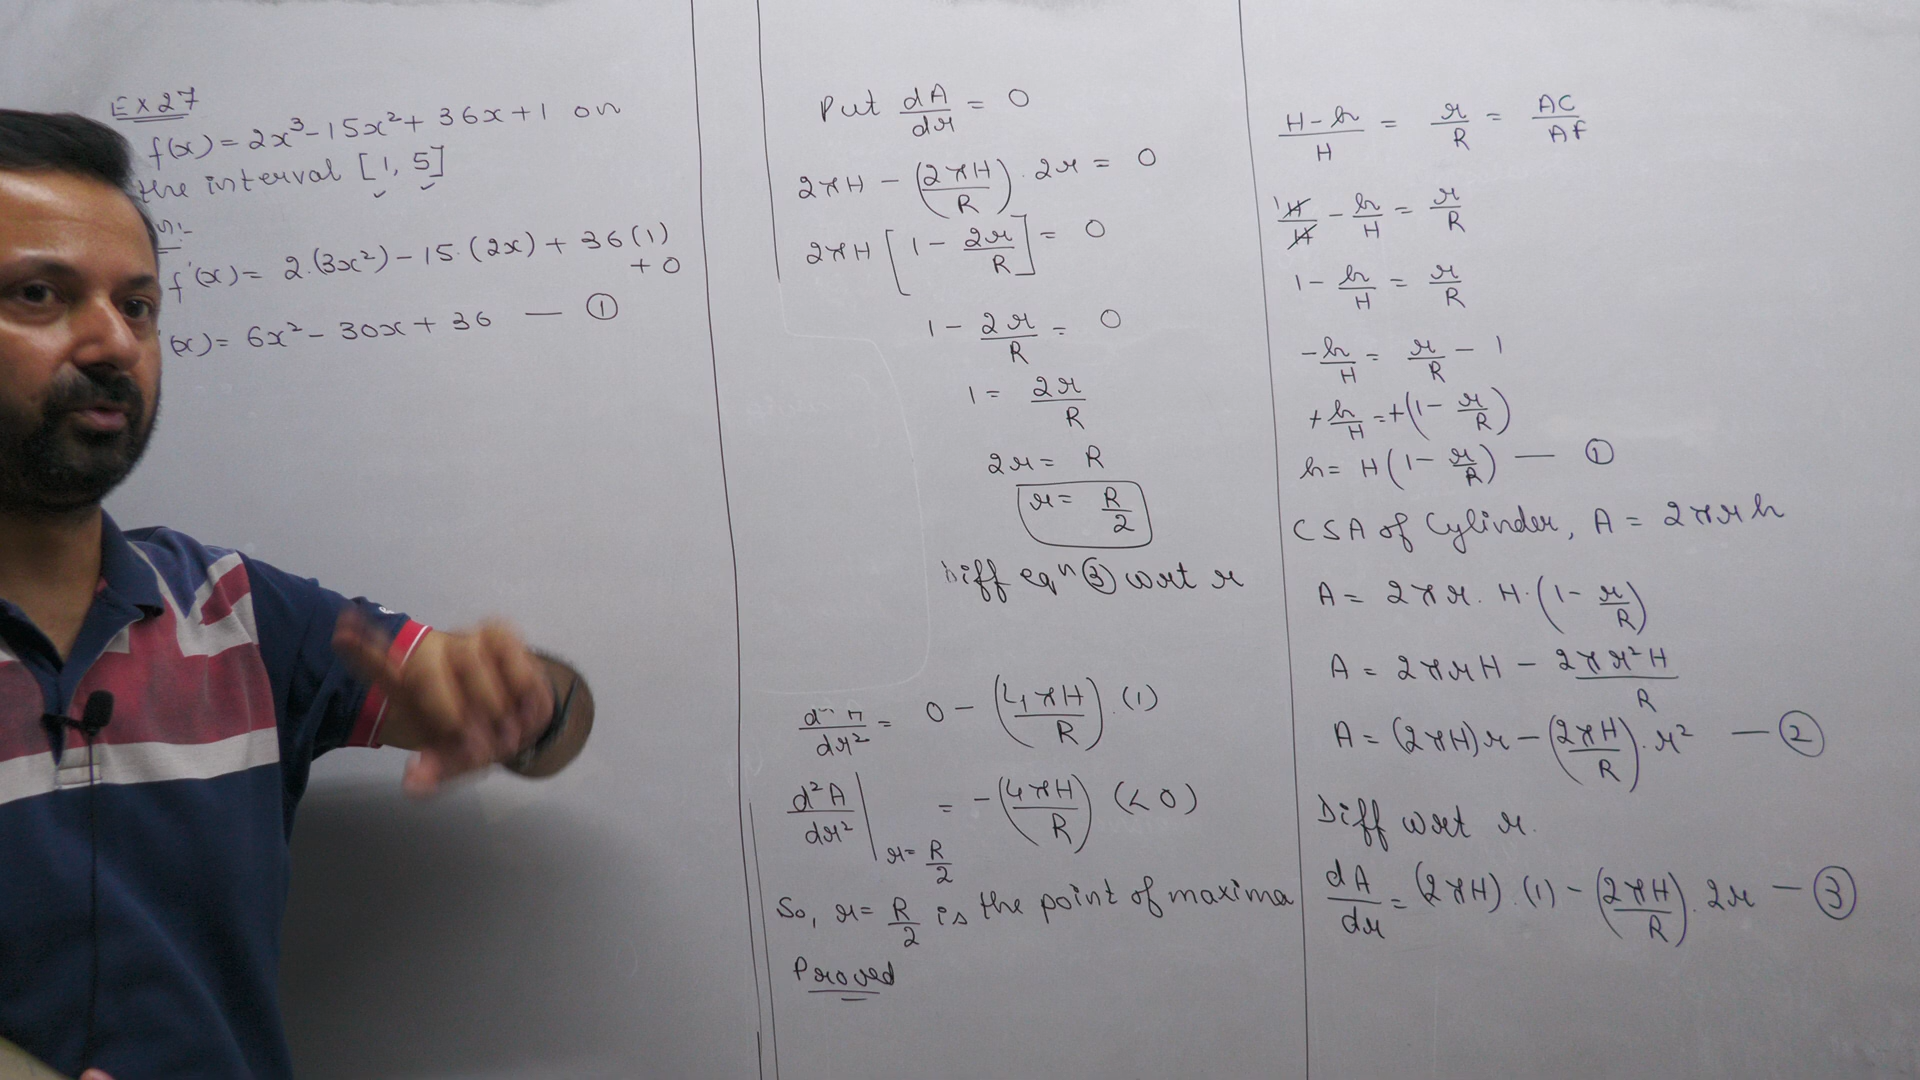 EX 27
f(x) = 2x³ - 15x² + 36x + 1 on
the interval [1, 5]
f'(x) = 2.(3x²) - 15.(2x) + 36(1)
+ 0
(x) = 6x² - 30x + 36 — ①
Put dA/dr = 0
2πH - (2πH/R).2r = 0
2πH [1 - 2r/R] = 0
1 - 2r/R = 0
1 = 2r/R
2r = R
r = R/2
Diff eqⁿ ③ wrt r
/dr² = 0 - (4πH/R).(1)
d²A/dr² |r=R/2 = -(4πH/R) (< 0)
So, r = R/2 is the point of maxima
Proved
H-h/H = r/R = AC/AF
1 H/H - h/H = r/R
1 - h/H = r/R
-h/H = r/R - 1
+h/H = +(1 - r/R)
h = H(1 - r/R) — ①
CSA of Cylinder, A = 2πrh
A = 2πr.H.(1 - r/R)
A = 2πrH - 2πr²H/R
A = (2πH)r - (2πH/R).r² — ②
Diff wrt r.
dA/dr = (2πH).(1) - (2πH/R).2r — ③